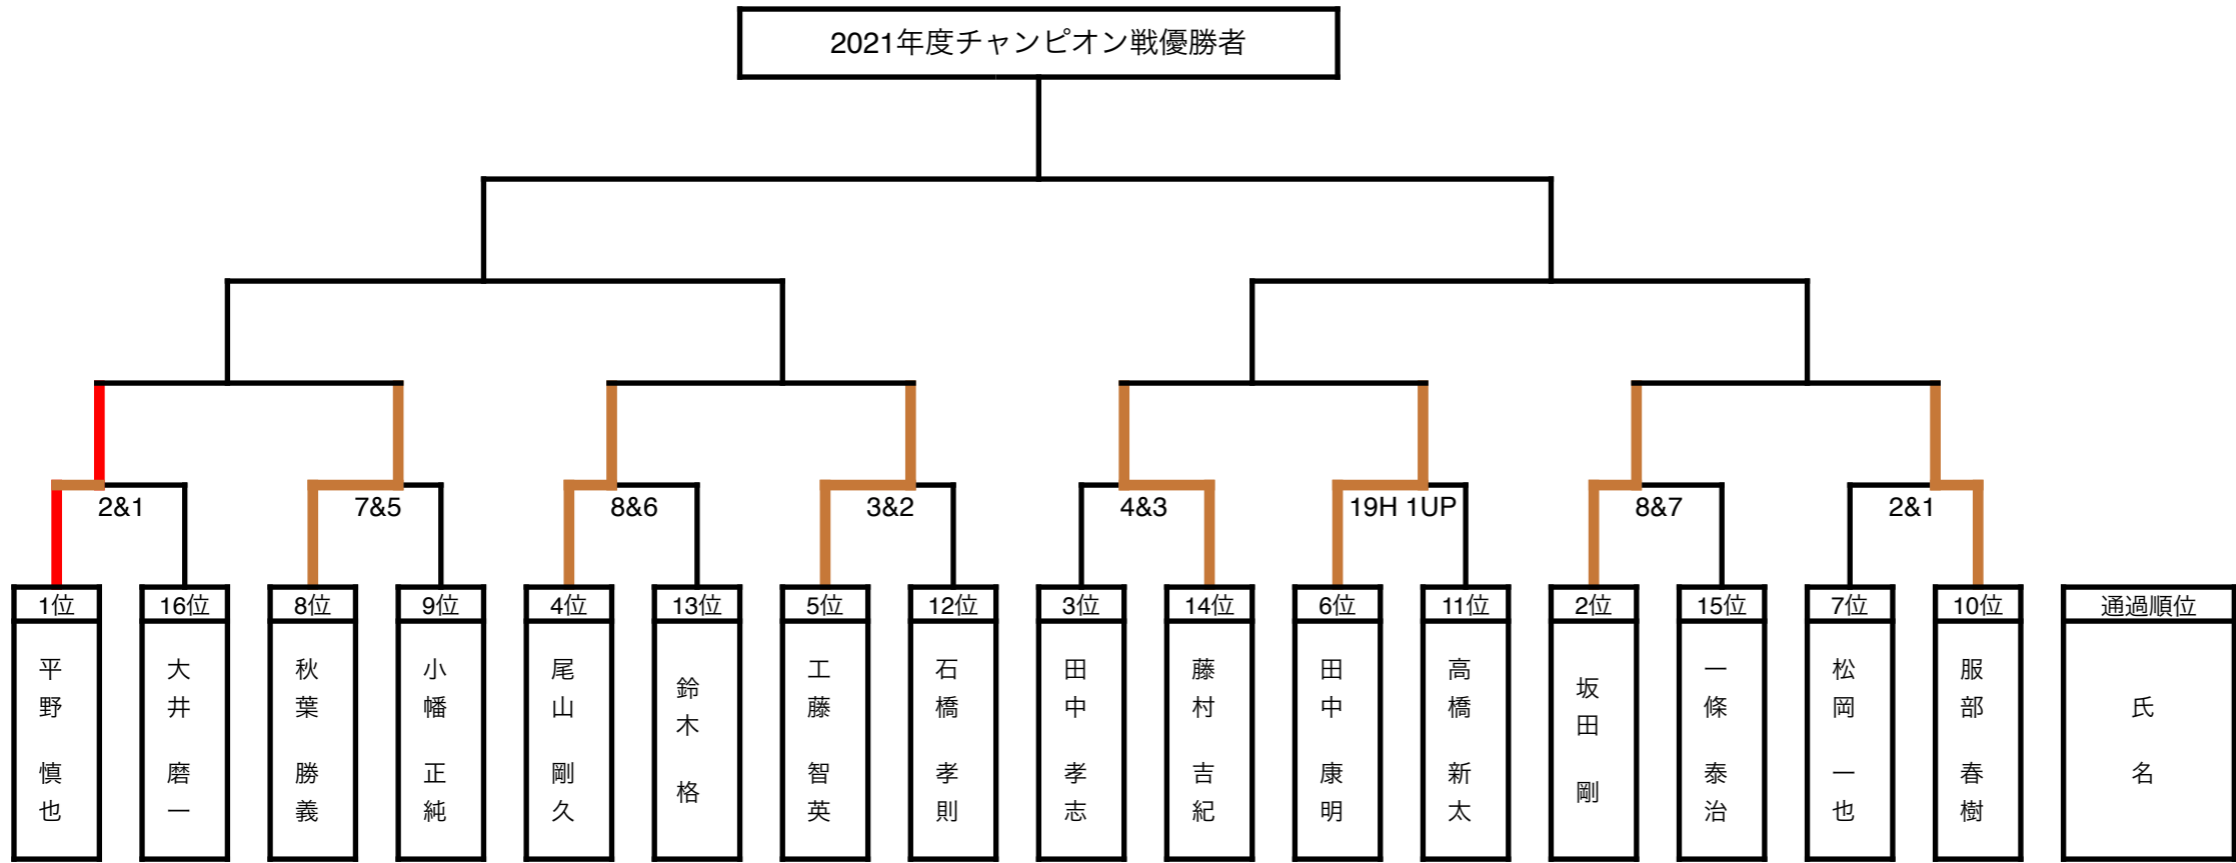 2021年度チャンピオン戦優勝者
2&1
7&5
8&6
3&2
4&3
19H 1UP
8&7
2&1
1位
16位
8位
9位
4位
13位
5位
12位
3位
14位
6位
11位
2位
15位
7位
10位
通過順位
平野 慎也
大井 磨一
秋葉 勝義
小幡 正純
尾山 剛久
鈴木 格
工藤 智英
石橋 孝則
田中 孝志
藤村 吉紀
田中 康明
高橋 新太
坂田 剛
一條 泰治
松岡 一也
服部 春樹
氏名